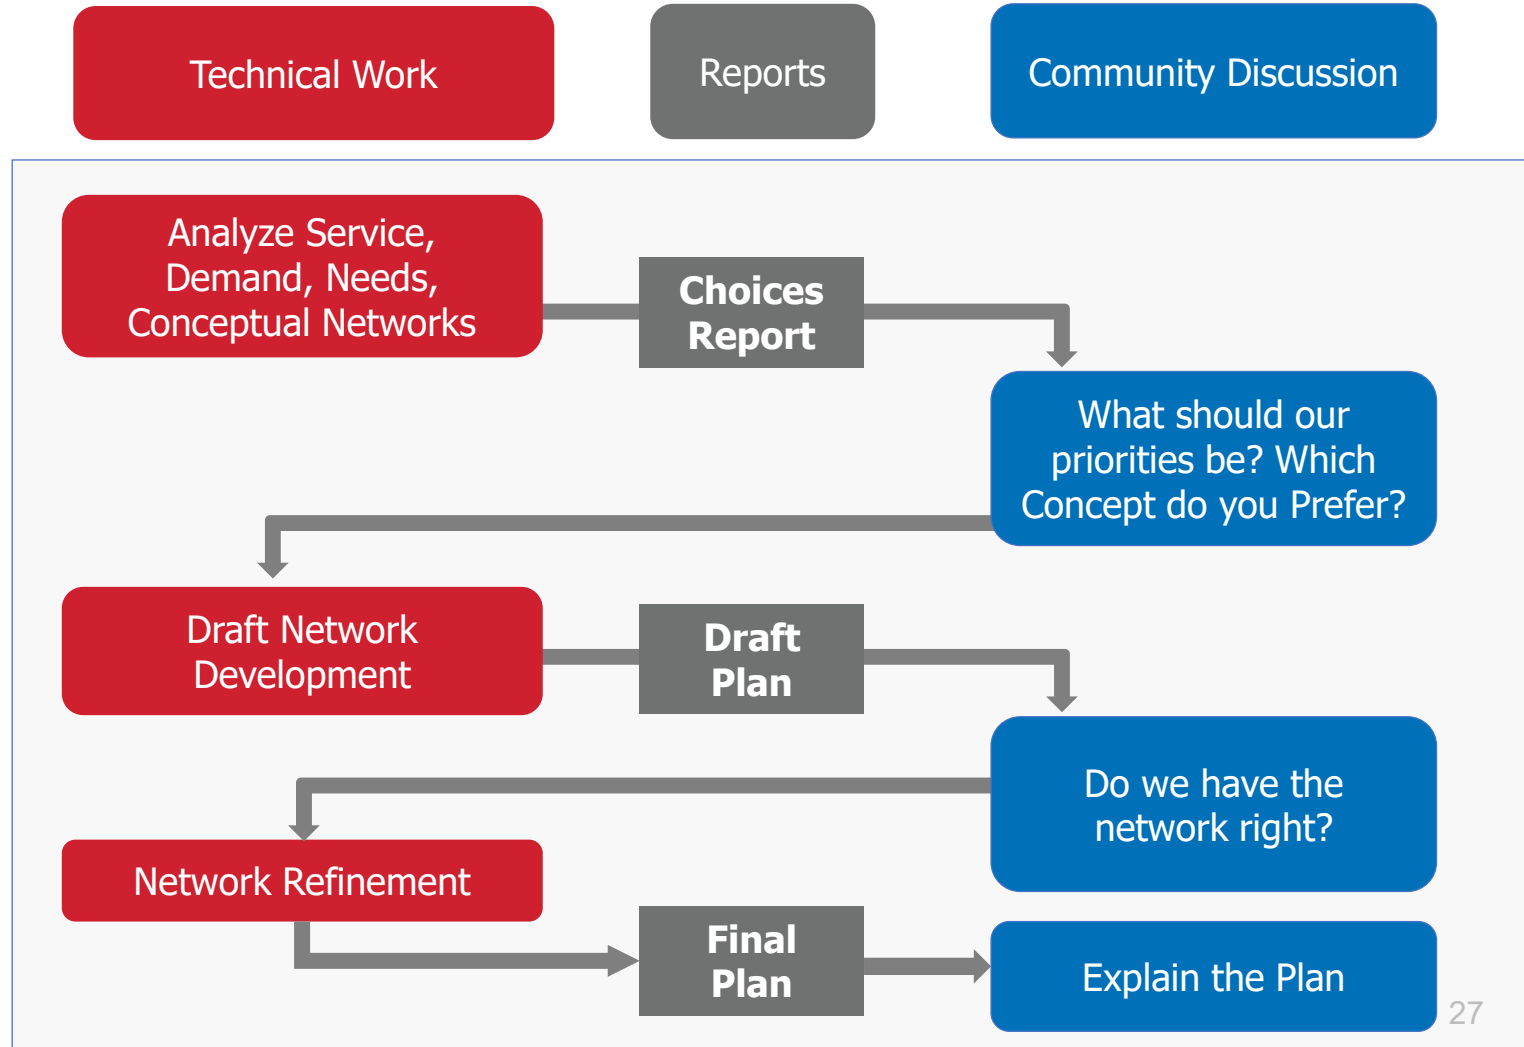 Technical Work
Reports
Community Discussion
Analyze Service,
Demand, Needs,
Conceptual Networks
Choices
Report
What should our
priorities be? Which
Concept do you Prefer?
Draft Network
Development
Draft
Plan
Do we have the
network right?
Network Refinement
Final
Plan
Explain the Plan
27